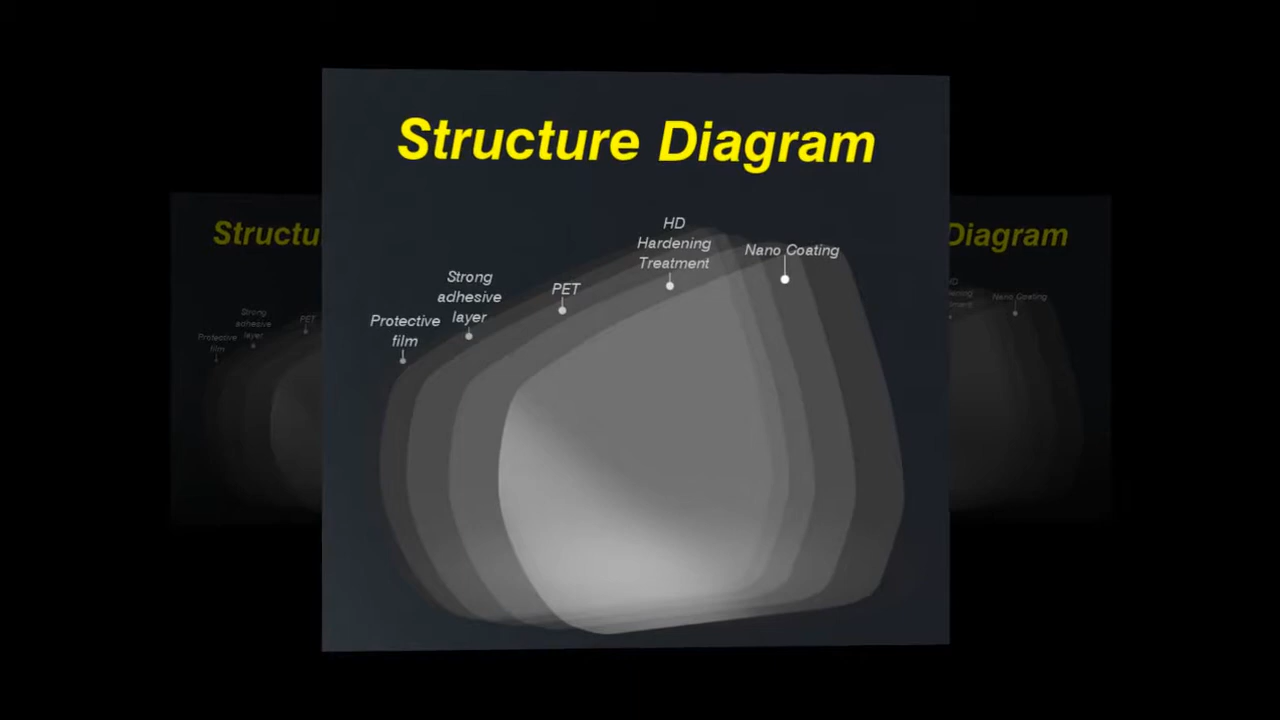 Structure Diagram
HD
Hardening
Treatment
Nano Coating
Strong
adhesive
layer
PET
Protective
film
Structu
Strong
adhesive
layer
PET
Protective
film
Diagram
Nano Coating